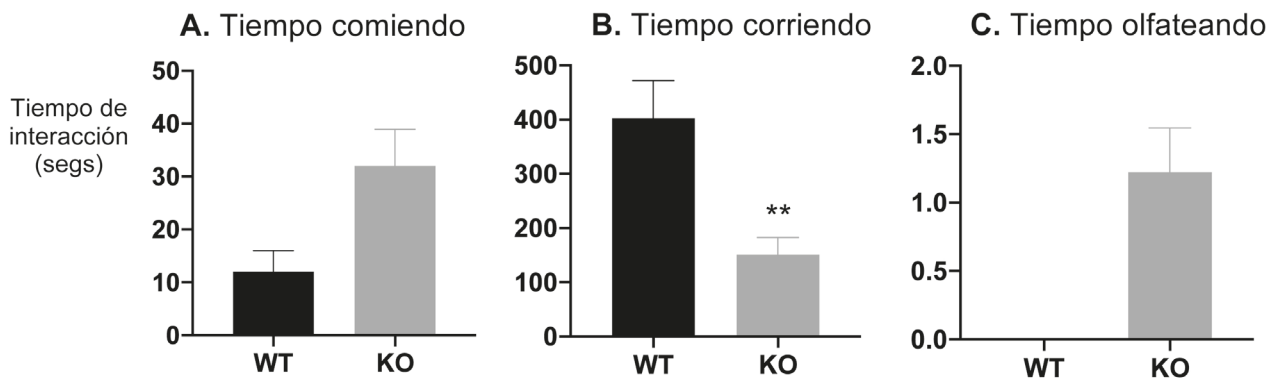 A. Tiempo comiendo
B. Tiempo corriendo
C. Tiempo olfateando
Tiempo de
interacción
(segs)
50
40
30
20
10
0
WT
KO
500
400
300
200
100
0
**
WT
KO
2.0
1.5
1.0
0.5
0.0
WT
KO